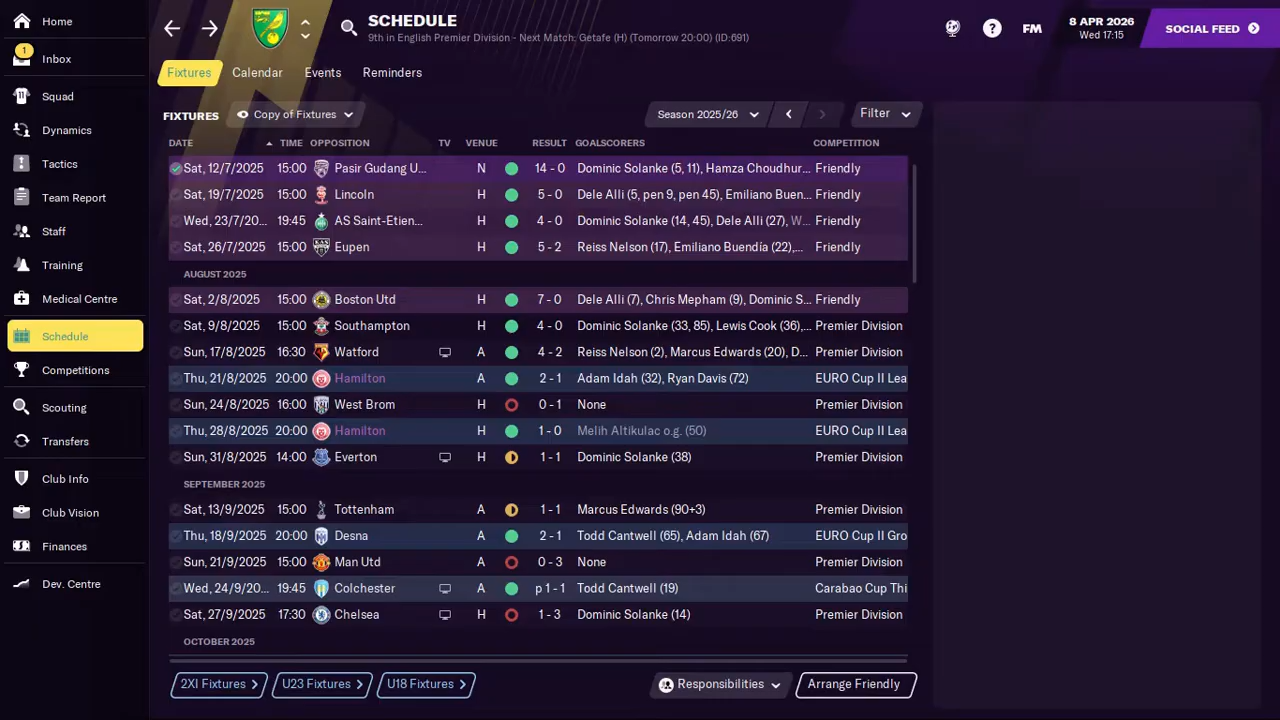 Home
SCHEDULE
9th in English Premier Division - Next Match: Getafe (H) (Tomorrow 20:00) (ID:691)
FM
8 APR 2026
Wed 17:15
SOCIAL FEED
1
Inbox
Fixtures Calendar Events Reminders
Squad
Dynamics
Tactics
Team Report
Staff
Training
Medical Centre
Schedule
Competitions
Scouting
Transfers
Club Info
Club Vision
Finances
Dev. Centre
FIXTURES Copy of Fixtures Season 2025/26 Filter
DATE TIME OPPOSITION TV VENUE RESULT GOALSCORERS COMPETITION
Sat, 12/7/2025 15:00 Pasir Gudang U... N 14 - 0 Dominic Solanke (5, 11), Hamza Choudhur... Friendly
Sat, 19/7/2025 15:00 Lincoln H 5 - 0 Dele Alli (5, pen 9, pen 45), Emiliano Buen... Friendly
Wed, 23/7/20... 19:45 AS Saint-Etien... H 4 - 0 Dominic Solanke (14, 45), Dele Alli (27), W... Friendly
Sat, 26/7/2025 15:00 Eupen H 5 - 2 Reiss Nelson (17), Emiliano Buendía (22),... Friendly
AUGUST 2025
Sat, 2/8/2025 15:00 Boston Utd H 7 - 0 Dele Alli (7), Chris Mepham (9), Dominic S... Friendly
Sat, 9/8/2025 15:00 Southampton H 4 - 0 Dominic Solanke (33, 85), Lewis Cook (36),... Premier Division
Sun, 17/8/2025 16:30 Watford A 4 - 2 Reiss Nelson (2), Marcus Edwards (20), D... Premier Division
Thu, 21/8/2025 20:00 Hamilton A 2 - 1 Adam Idah (32), Ryan Davis (72) EURO Cup II Lea
Sun, 24/8/2025 16:00 West Brom H 0 - 1 None Premier Division
Thu, 28/8/2025 20:00 Hamilton H 1 - 0 Melih Altikulac o.g. (50) EURO Cup II Lea
Sun, 31/8/2025 14:00 Everton H 1 - 1 Dominic Solanke (38) Premier Division
SEPTEMBER 2025
Sat, 13/9/2025 15:00 Tottenham A 1 - 1 Marcus Edwards (90+3) Premier Division
Thu, 18/9/2025 20:00 Desna A 2 - 1 Todd Cantwell (65), Adam Idah (67) EURO Cup II Gro
Sun, 21/9/2025 15:00 Man Utd A 0 - 3 None Premier Division
Wed, 24/9/20... 19:45 Colchester A p 1 - 1 Todd Cantwell (19) Carabao Cup Thi
Sat, 27/9/2025 17:30 Chelsea H 1 - 3 Dominic Solanke (14) Premier Division
OCTOBER 2025
2XI Fixtures U23 Fixtures U18 Fixtures Responsibilities Arrange Friendly